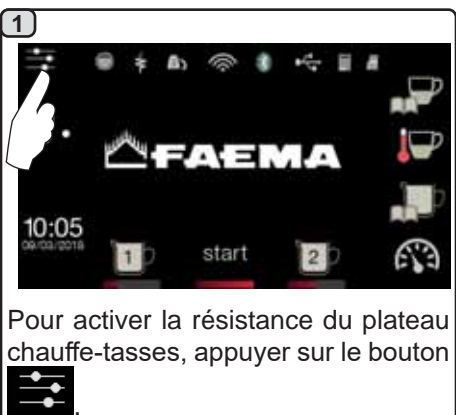 1
FAEMA
10:05
09/03/2018
1 start 2
Pour activer la résistance du plateau
chauffe-tasses, appuyer sur le bouton
.